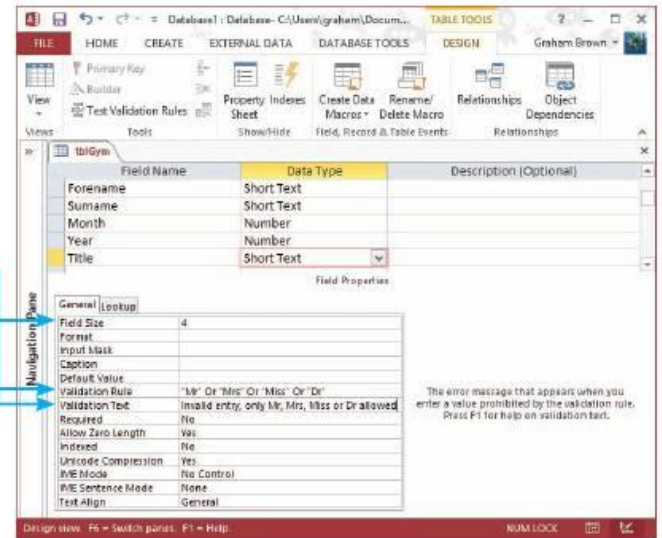 Database1 : Database- C:\Users\graham\Docum... TABLE TOOLS ?
FILE HOME CREATE EXTERNAL DATA DATABASE TOOLS DESIGN Graham Brown
View
Primary Key
Builder
Test Validation Rules
Property Sheet
Indexes
Create Data Macros
Rename/ Delete Macro
Relationships
Object Dependencies
Views Tools Show/Hide Field, Record & Table Events Relationships
tblGym
Field Name Data Type Description (Optional)
Forename Short Text
Surname Short Text
Month Number
Year Number
Title Short Text
Field Properties
Navigation Pane
General Lookup
Field Size 4
Format
Input Mask
Caption
Default Value
Validation Rule "Mr" Or "Mrs" Or "Miss" Or "Dr"
Validation Text Invalid entry, only Mr, Mrs, Miss or Dr allowed
Required No
Allow Zero Length Yes
Indexed No
Unicode Compression Yes
IME Mode No Control
IME Sentence Mode None
Text Align General
The error message that appears when you
enter a value prohibited by the validation rule.
Press F1 for help on validation text.
Design view. F6 = Switch panes. F1 = Help. NUM LOCK